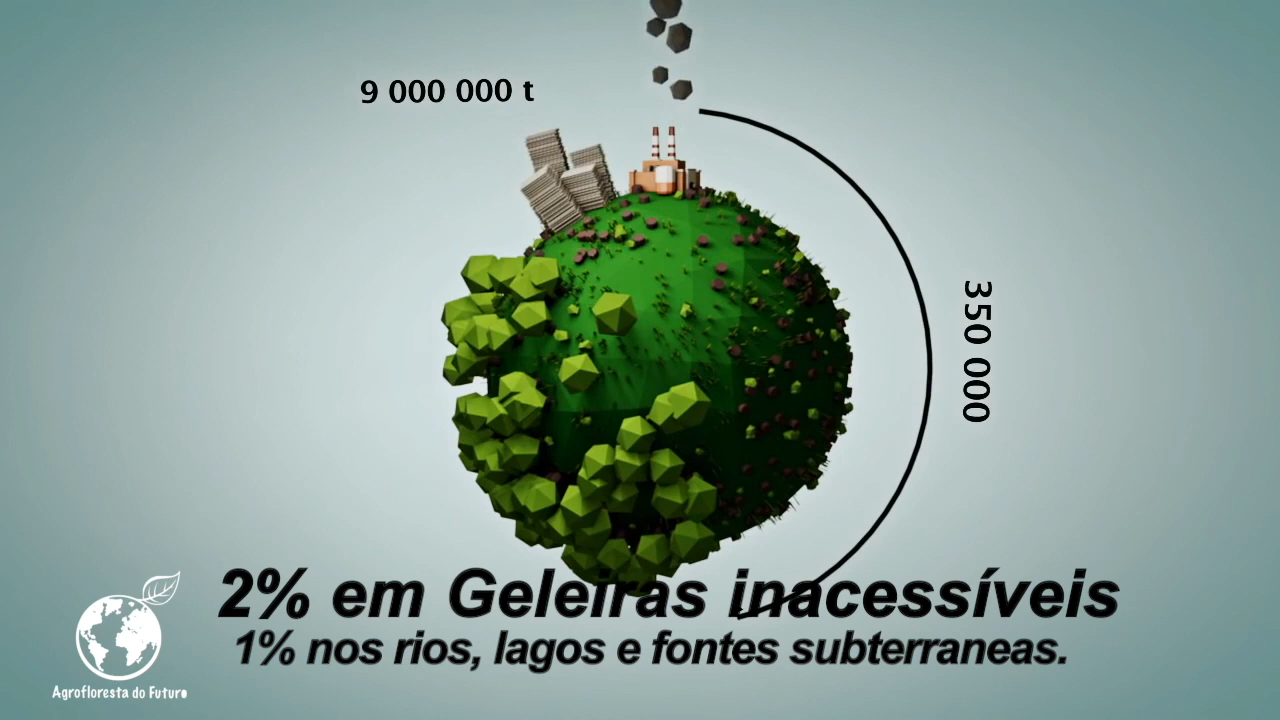 9 000 000 t
350 000
2% em Geleiras inacessíveis
1% nos rios, lagos e fontes subterraneas.
Agrofloresta do Futuro